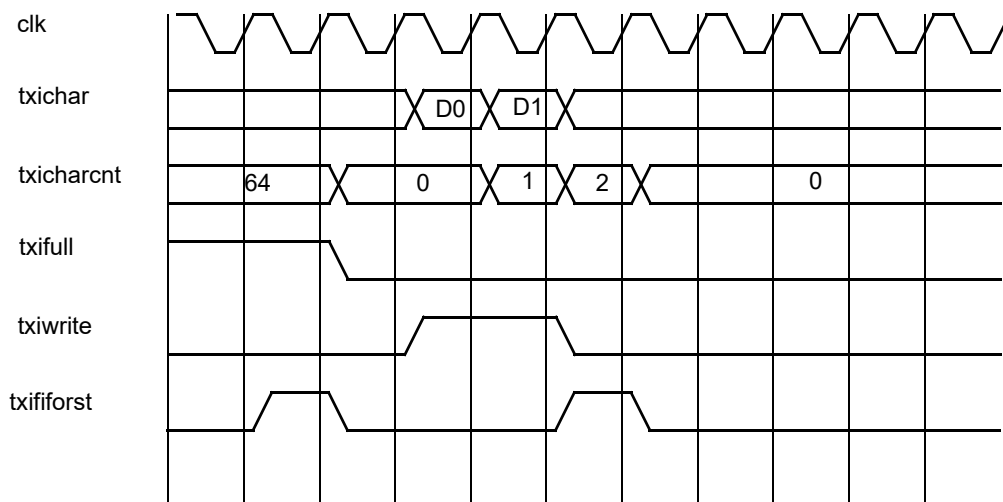 clk
txichar D0 D1
txicharcnt 64 0 1 2 0
txifull
txiwrite
txififorst